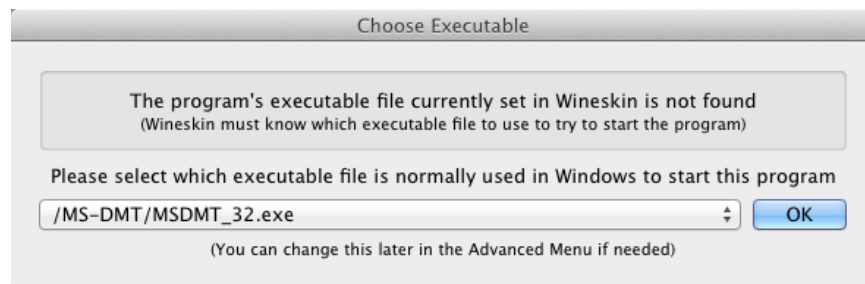 Choose Executable
The program's executable file currently set in Wineskin is not found
(Wineskin must know which executable file to use to try to start the program)
Please select which executable file is normally used in Windows to start this program
/MS-DMT/MSDMT_32.exe
OK
(You can change this later in the Advanced Menu if needed)